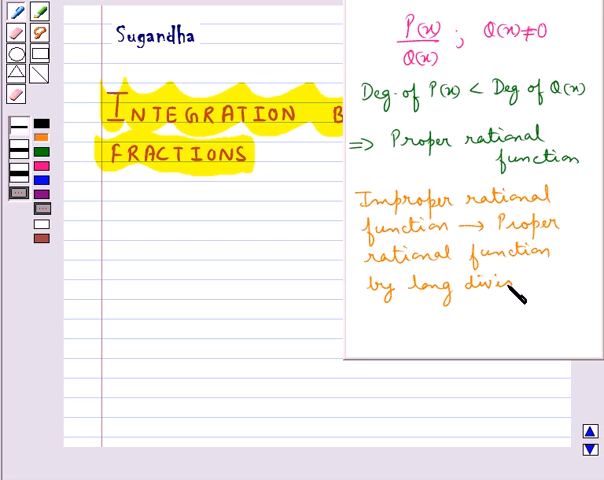 Sugandha
INTEGRATION B
FRACTIONS
P(x)
Q(x) ; Q(x)≠0
Deg. of P(x) < Deg of Q(x)
=> Proper rational
function
Improper rational
function → Proper
rational function
by long divis